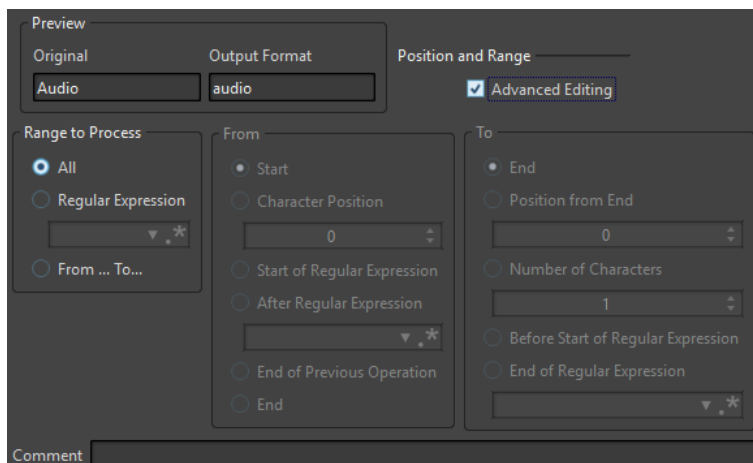 Preview
Original Output Format
Audio audio
Position and Range
Advanced Editing
Range to Process
All
Regular Expression
.*
From ... To...
From
Start
Character Position
0
Start of Regular Expression
After Regular Expression
.*
End of Previous Operation
End
To
End
Position from End
0
Number of Characters
1
Before Start of Regular Expression
End of Regular Expression
.*
Comment